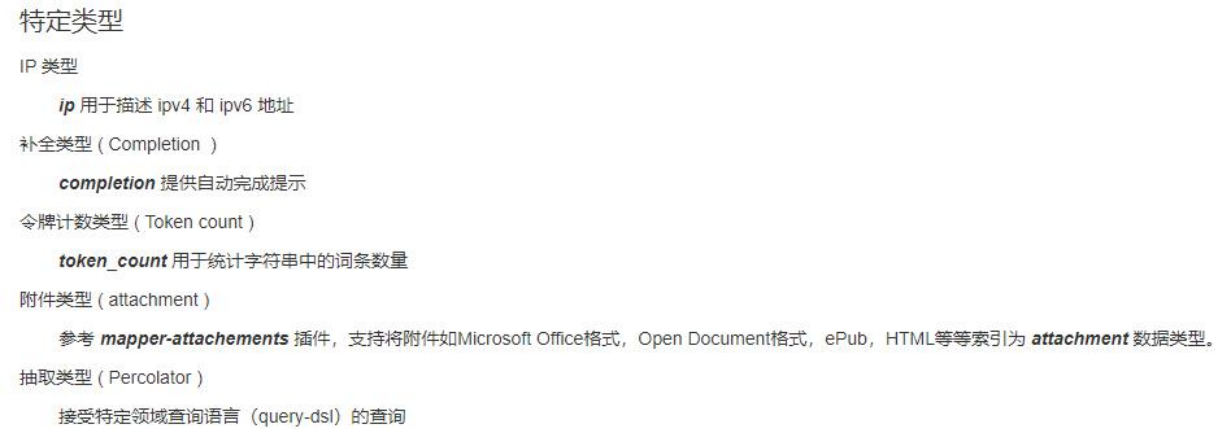 特定类型
IP 类型
ip 用于描述 ipv4 和 ipv6 地址
补全类型 ( Completion )
completion 提供自动完成提示
令牌计数类型 ( Token count )
token_count 用于统计字符串中的词条数量
附件类型 ( attachment )
参考 mapper-attachements 插件，支持将附件如Microsoft Office格式，Open Document格式，ePub，HTML等等索引为 attachment 数据类型。
抽取类型 ( Percolator )
接受特定领域查询语言（query-dsl）的查询